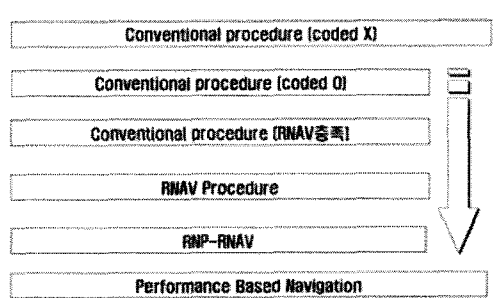 Conventional procedure (coded X)
Conventional procedure (coded O)
Conventional procedure (RNAV충족)
RNAV Procedure
RNP-RNAV
Performance Based Navigation